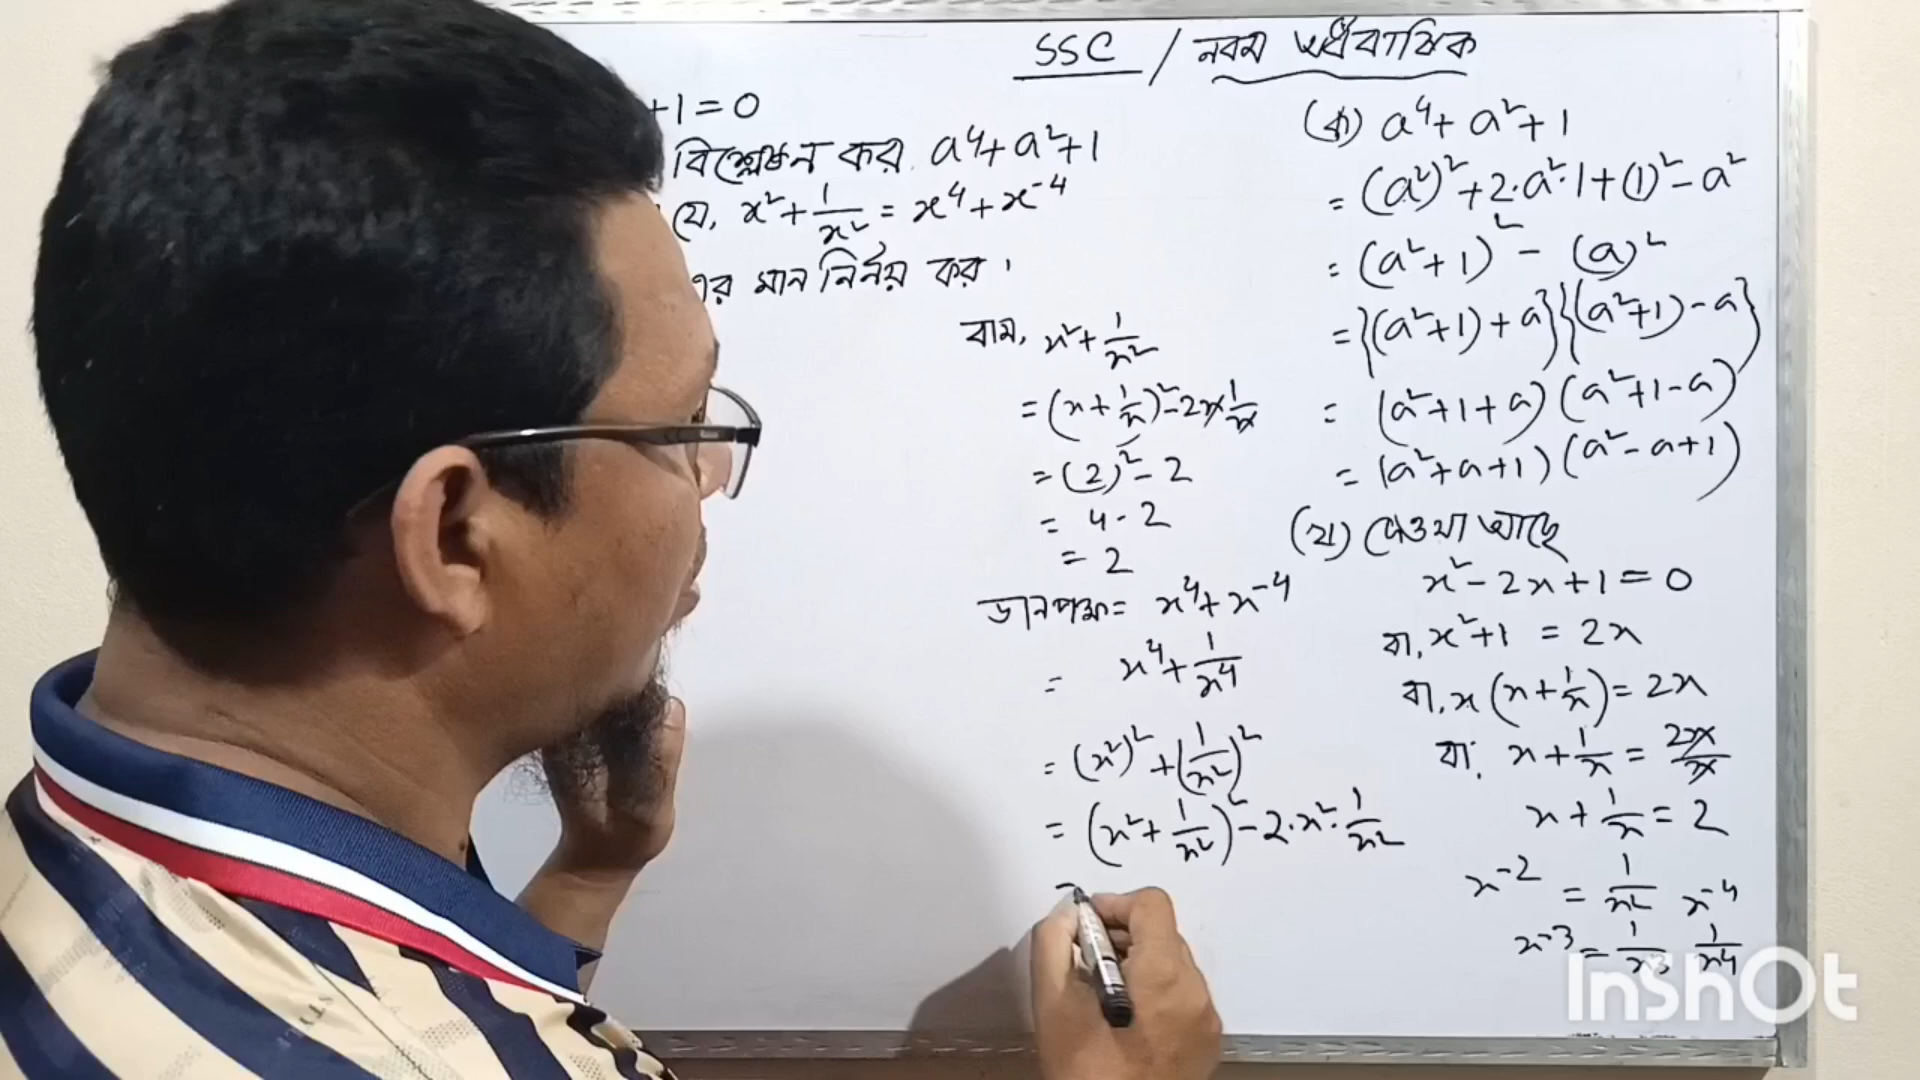 SSC / নবম অর্ধবার্ষিক
+1=0
বিশ্লেষন কর a⁴+a²+1
যে, x²+1/x² = x⁴+x⁻⁴
এর মান নির্নয় কর।
বাম, x²+1/x²
=(x+1/x)²-2x1/x
=(2)²-2
= 4-2
= 2
ডানপক্ষ= x⁴+x⁻⁴
= x⁴+1/x⁴
= (x²)²+(1/x²)²
= (x²+1/x²)²-2·x²·1/x²
=
(ক) a⁴+a²+1
= (a²)²+2·a²·1+(1)²-a²
= (a²+1)²-(a)²
={(a²+1)+a}{(a²+1)-a}
= (a²+1+a)(a²+1-a)
= (a²+a+1)(a²-a+1)
(খ) দেওয়া আছে
x²-2x+1=0
বা, x²+1 = 2x
বা, x(x+1/x)=2x
বা, x+1/x=2x/x
x+1/x=2
x⁻² = 1/x² x⁻⁴
x⁻³=1/x³ 1/x⁴
InShOt